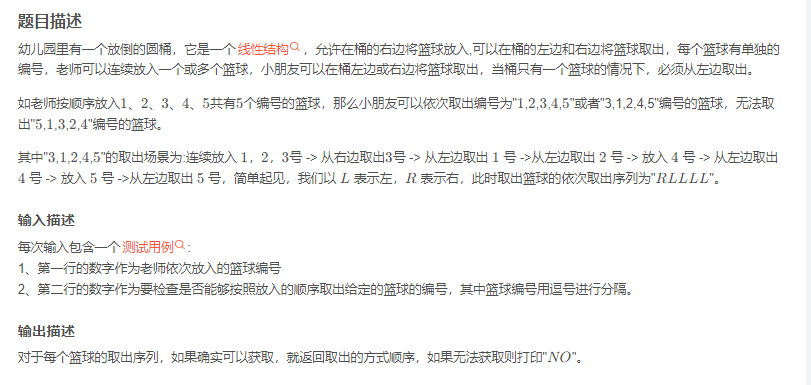 题目描述
幼儿园里有一个放倒的圆桶，它是一个线性结构，允许在桶的右边将篮球放入,可以在桶的左边和右边将篮球取出，每个篮球有单独的
编号，老师可以连续放入一个或多个篮球，小朋友可以在桶左边或右边将篮球取出，当桶只有一个篮球的情况下，必须从左边取出。
如老师按顺序放入1、2、3、4、5共有5个编号的篮球，那么小朋友可以依次取出编号为"1,2,3,4,5"或者"3,1,2,4,5"编号的篮球，无法取
出"5,1,3,2,4"编号的篮球。
其中"3,1,2,4,5"的取出场景为:连续放入 1，2，3号 -> 从右边取出3号 -> 从左边取出 1 号 ->从左边取出 2 号 -> 放入 4 号 -> 从左边取出
4 号 -> 放入 5 号 ->从左边取出 5 号，简单起见，我们以 L 表示左，R 表示右，此时取出篮球的依次取出序列为"RLLLL"。
输入描述
每次输入包含一个测试用例：
1、第一行的数字作为老师依次放入的篮球编号
2、第二行的数字作为要检查是否能够按照放入的顺序取出给定的篮球的编号，其中篮球编号用逗号进行分隔。
输出描述
对于每个篮球的取出序列，如果确实可以获取，就返回取出的方式顺序，如果无法获取则打印"NO"。